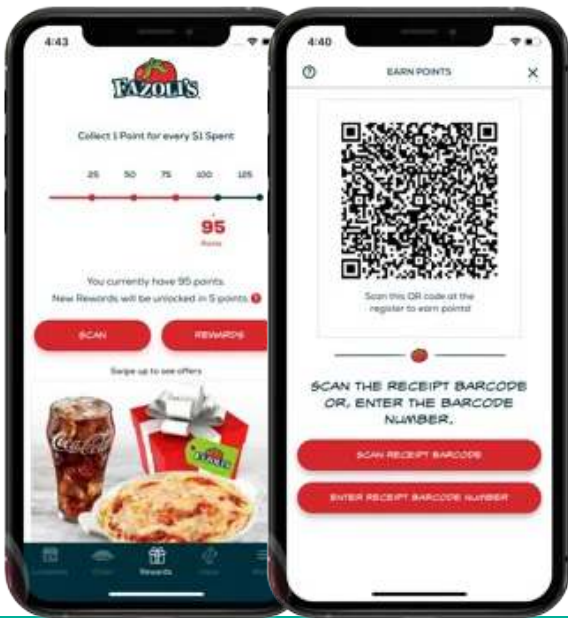 4:43
FAZOLI'S
Collect 1 Point for every $1 Spent
25 50 75 100 125
95
Points
You currently have 95 points.
New Rewards will be unlocked in 5 points.
SCAN
REWARDS
Swipe up to see offers
Coca-Cola
FAZOLI'S
Rewards
4:40
EARN POINTS
Scan this QR code at the
register to earn points!
SCAN THE RECEIPT BARCODE
OR, ENTER THE BARCODE
NUMBER.
SCAN RECEIPT BARCODE
ENTER RECEIPT BARCODE NUMBER